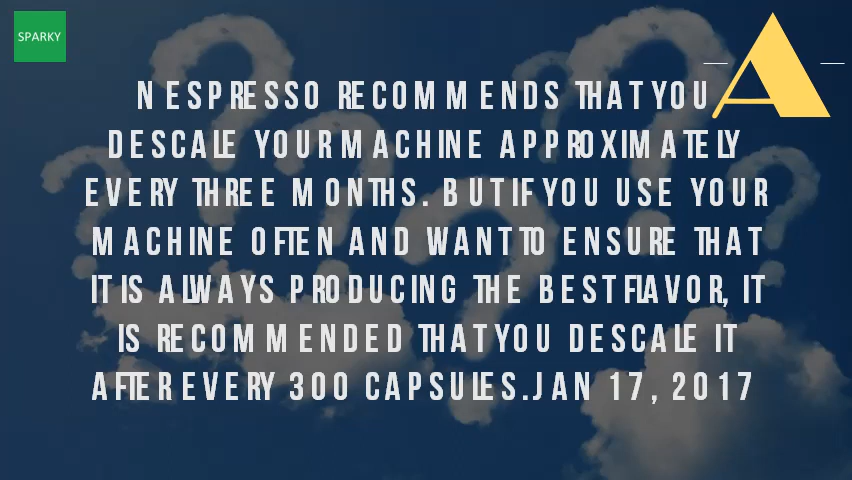 SPARKY
A
NESPRESSO RECOMMENDS THAT YOU
DESCALE YOUR MACHINE APPROXIMATELY
EVERY THREE MONTHS. BUT IF YOU USE YOUR
MACHINE OFTEN AND WANT TO ENSURE THAT
IT IS ALWAYS PRODUCING THE BEST FLAVOR, IT
IS RECOMMENDED THAT YOU DESCALE IT
AFTER EVERY 300 CAPSULES.JAN 17, 2017